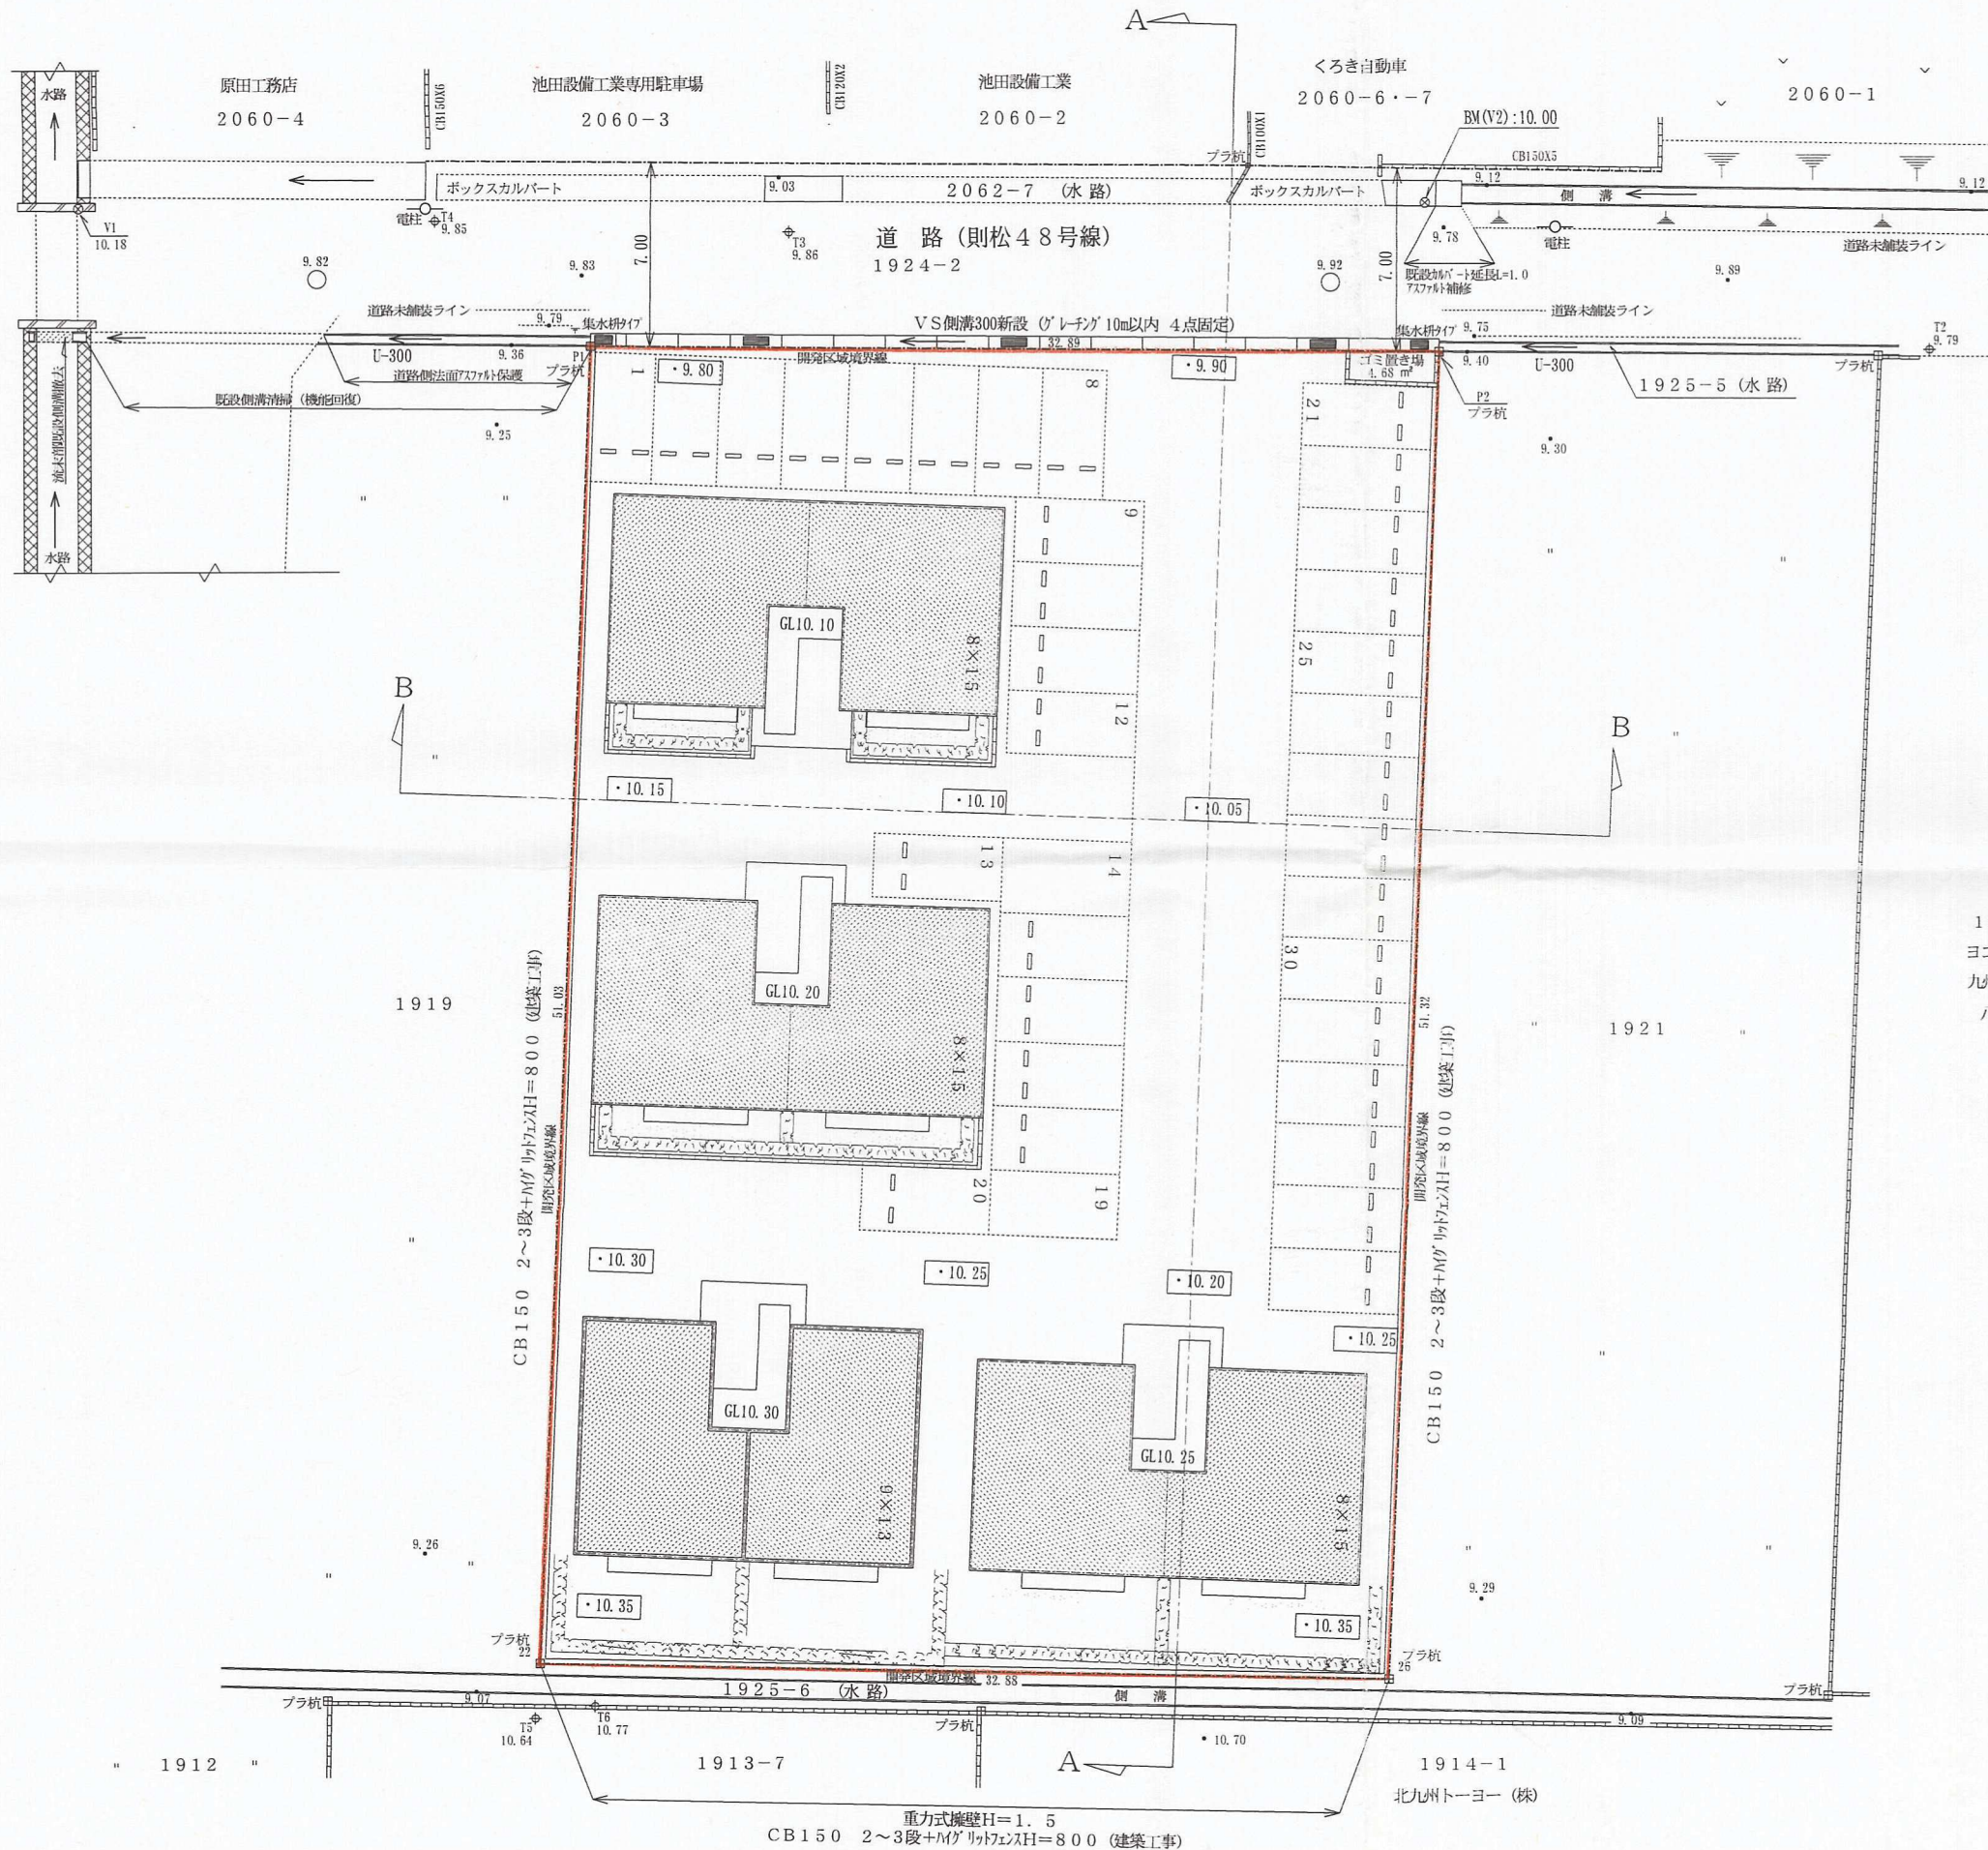 A
原田工務店
2060-4
CB150X6
池田設備工業専用駐車場
2060-3
CB120X2
池田設備工業
2060-2
くろき自動車
2060-6・-7
2060-1
水路
CB100X1
BM(V2):10.00
プラ杭
CB150X5
ボックスカルバート
9.03
2062-7 (水 路)
ボックスカルバート
9.12
側 溝
9.12
V1
10.18
電柱
T4
9.85
7.00
T3
9.86
道 路 (則松48号線)
1924-2
7.00
9.78
電柱
道路未舗装ライン
9.82
9.83
9.92
既設カルバート延長L=1.0
アスファルト補修
9.89
道路未舗装ライン
9.79
集水桝タイプ
VS側溝300新設 (グレーチング10m以内 4点固定)
集水桝タイプ
9.75
道路未舗装ライン
T2
9.79
U-300
9.36
P1
プラ杭
開発区域境界線
32.89
ゴミ置き場
4.68 ㎡
9.40
U-300
1925-5 (水 路)
プラ杭
道路側法面アスファルト保護
既設側溝清掃 (機能回復)
1
・9.80
8
・9.90
P2
プラ杭
9.25
21
9.30
水路
9
GL10.10
8×15
12
25
B
B
・10.15
・10.10
・10.05
13
14
GL10.20
8×15
30
1919
CB150 2～3段+ハイグリットフェンスH=800 (建築工事)
51.03
開発区域境界線
51.32
1921
開発区域境界線
CB150 2～3段+ハイグリットフェンスH=800 (建築工事)
20
19
・10.30
・10.25
・10.20
・10.25
GL10.30
9×13
GL10.25
8×15
9.26
9.29
・10.35
・10.35
プラ杭
22
プラ杭
26
開発区域境界線 32.88
1925-6 (水 路)
側 溝
プラ杭
9.07
プラ杭
プラ杭
9.09
T5
10.64
T6
10.77
10.70
1912
1913-7
A
1914-1
北九州トーヨー (株)
重力式擁壁H=1.5
CB150 2～3段+ハイグリットフェンスH=800 (建築工事)